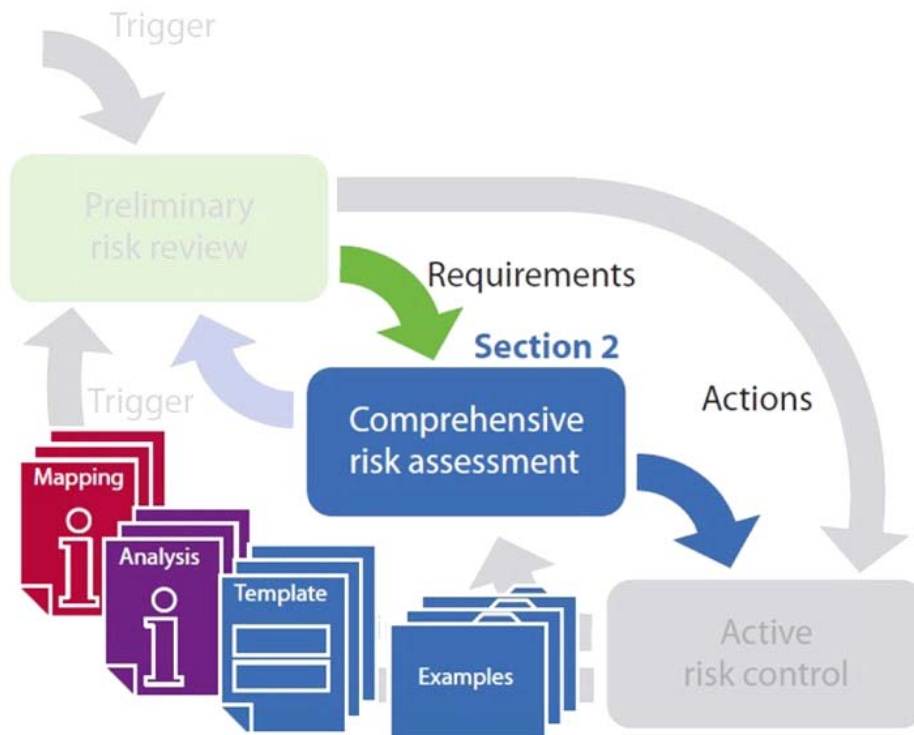 Trigger
Preliminary
risk review
Requirements
Section 2
Trigger
Actions
Comprehensive
risk assessment
Mapping
Analysis
Template
Examples
Active
risk control